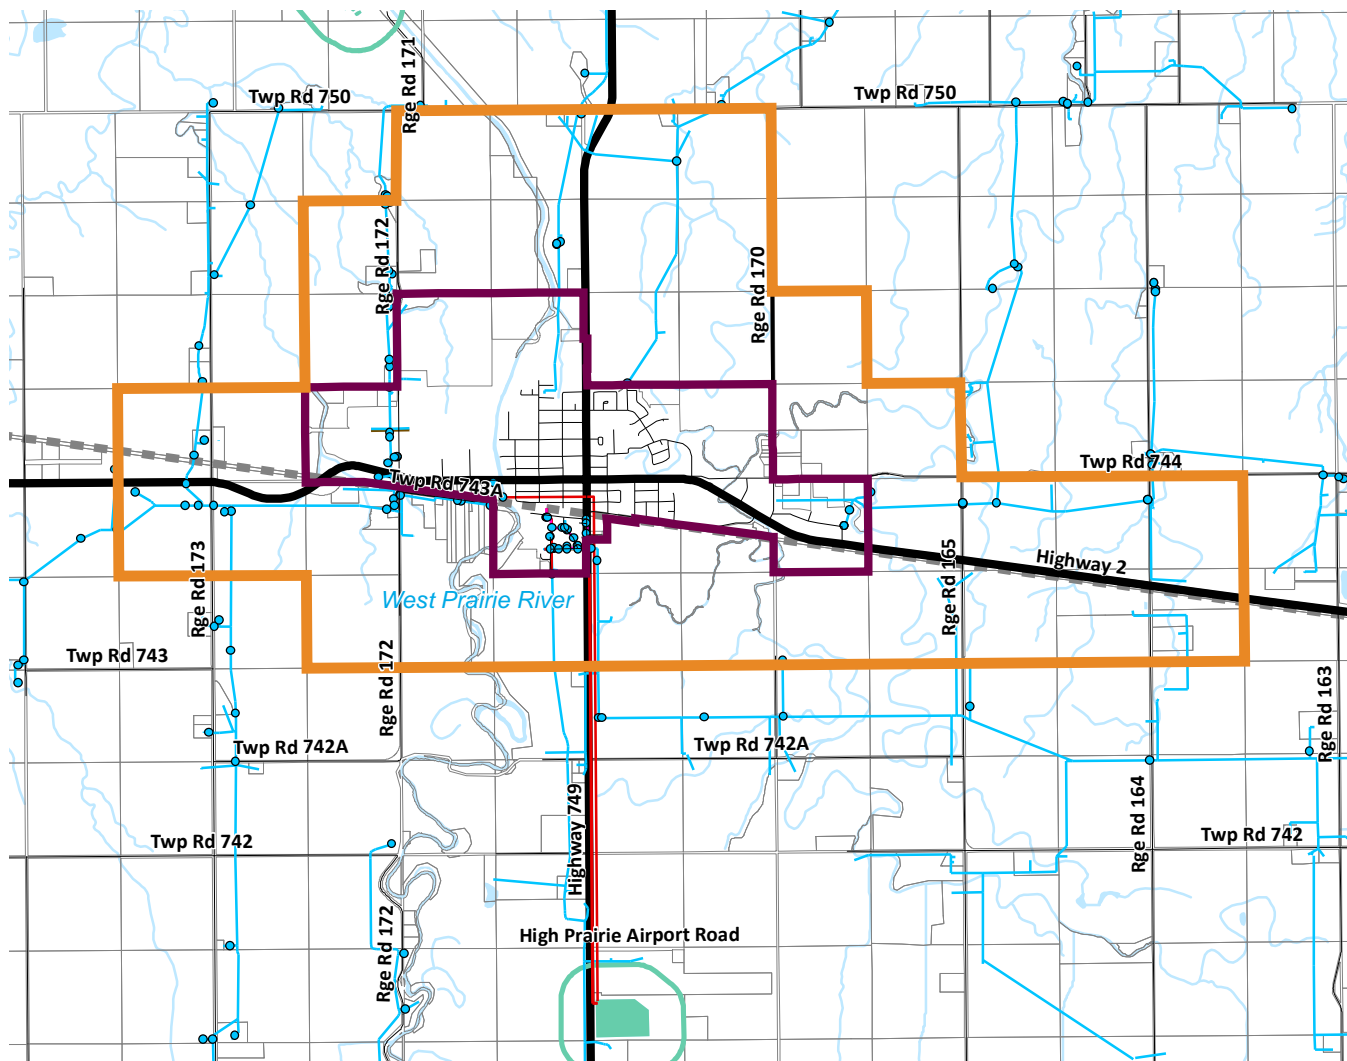 Rge Rd 171
Twp Rd 750
Twp Rd 750
Rge Rd 172
Rge Rd 170
Twp Rd 744
Twp Rd 743A
Highway 2
Rge Rd 173
Rge Rd 165
West Prairie River
Twp Rd 743
Rge Rd 172
Rge Rd 163
Twp Rd 742A
Twp Rd 742A
Highway 749
Rge Rd 164
Twp Rd 742
Twp Rd 742
Rge Rd 172
High Prairie Airport Road